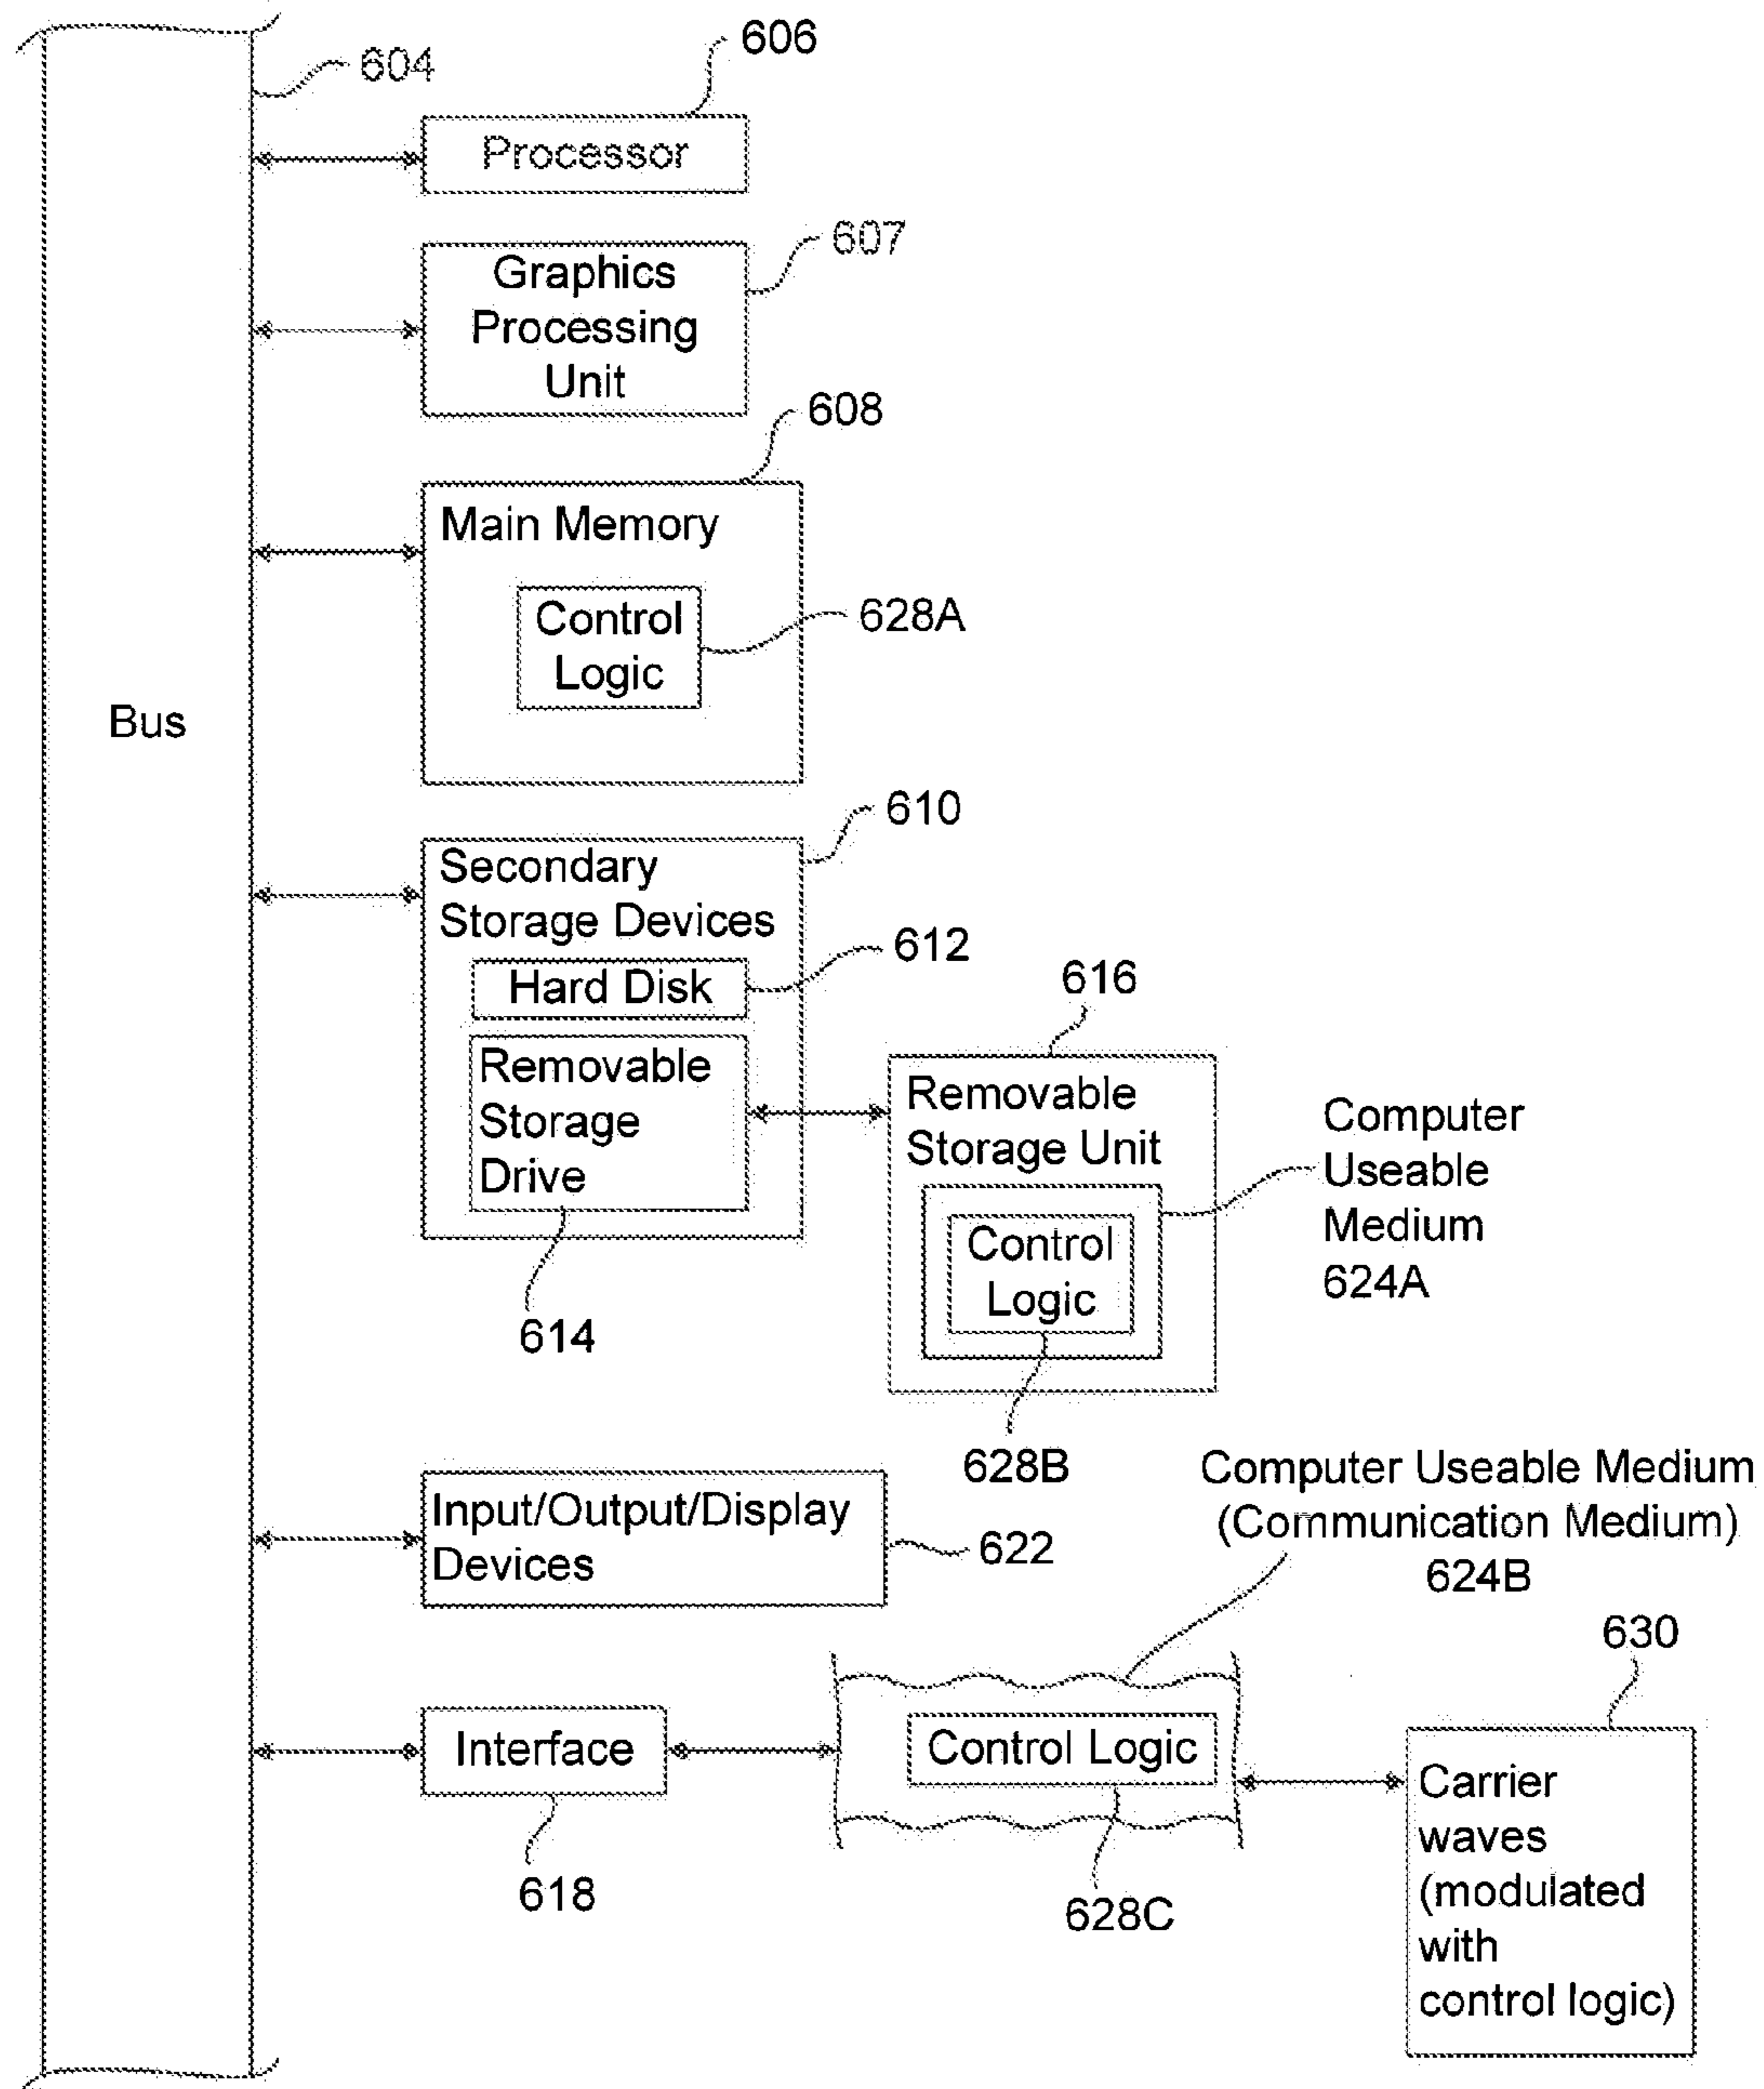 606
604
Processor
607
Graphics
Processing
Unit
608
Main Memory
Control
Logic
628A
Bus
610
Secondary
Storage Devices
612
Hard Disk
616
Removable
Storage
Drive
Removable
Storage Unit
Computer
Useable
Medium
624A
Control
Logic
614
628B
Computer Useable Medium
(Communication Medium)
624B
Input/Output/Display
Devices
622
630
Interface
Control Logic
Carrier
waves
(modulated
with
control logic)
618
628C